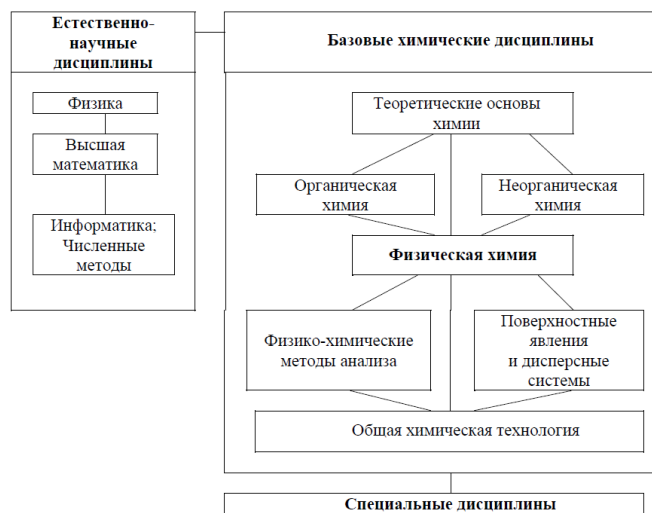 Естественно-
научные
дисциплины
Базовые химические дисциплины
Физика
Высшая
математика
Информатика;
Численные
методы
Теоретические основы
химии
Органическая
химия
Неорганическая
химия
Физическая химия
Физико-химические
методы анализа
Поверхностные
явления
и дисперсные
системы
Общая химическая технология
Специальные дисциплины